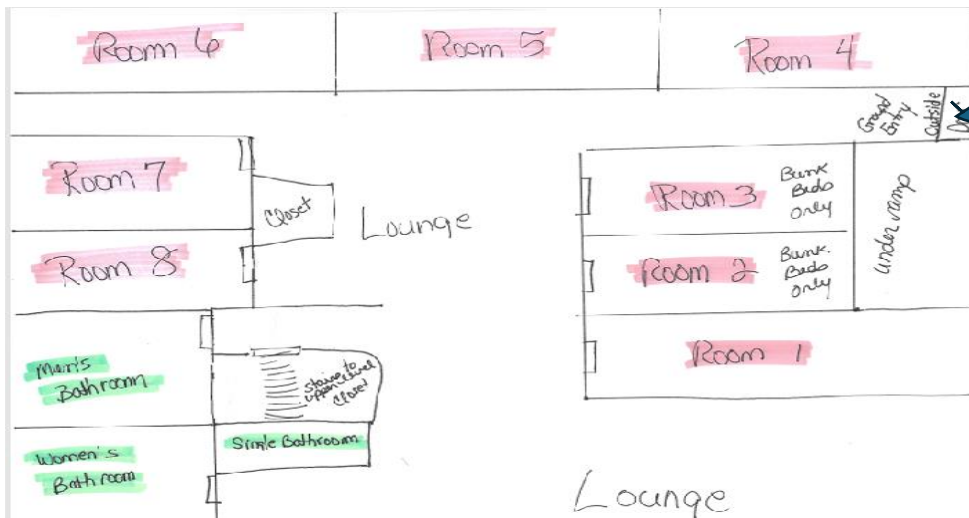 Room 6
Room 5
Room 4
Ground
Entry
Outside
Room 7
Closet
Lounge
Room 3
Bunk
Beds
Only
under ramp
Room 8
Room 2
Bunk
Beds
Only
Men's
Bathroom
stairs to
upper level
Closet
Room 1
Women's
Bathroom
Single Bathroom
Lounge